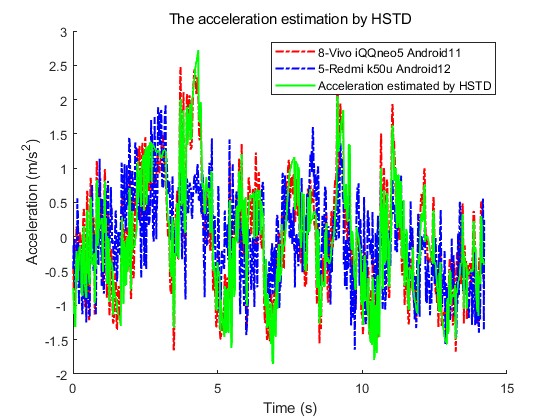 The acceleration estimation by HSTD
8-Vivo iQQneo5 Android11
5-Redmi k50u Android12
Acceleration estimated by HSTD
Acceleration (m/s²)
3
2.5
2
1.5
1
0.5
0
-0.5
-1
-1.5
-2
0
5
10
15
Time (s)